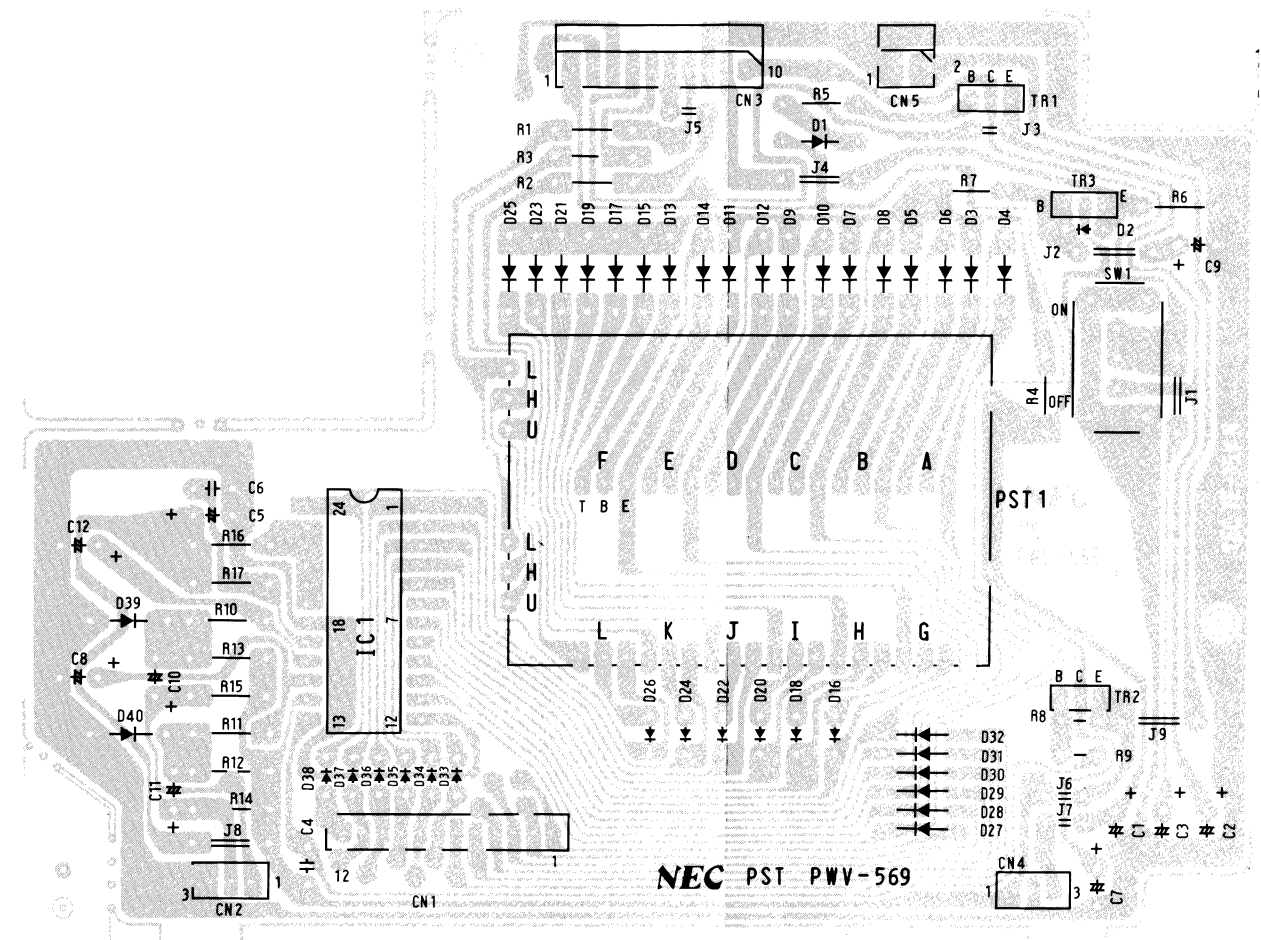 1 10 CN3
1 2 CN5
B C E
TR1
R5
J5
D1
J3
R1
R3
R2
J4
R7
TR3
B E
R6
D25 D23 D21 D19 D17 D15 D13 D14 D11 D12 D9 D10 D7 D8 D5 D6 D3 D4
D2
J2
+ C9
SW1
ON
OFF
R4
J1
L
H
U
F E D C B A
T B E
PST1
L
H
U
L K J I H G
C6
+ C5
C12
+
R16
R17
D39
R10
R13
C8
+
C10
+
R15
D40
R11
R12
C11
+
R14
J8
24 1
18 7
IC1
13 12
D38 D37 D36 D35 D34 D33
C4
12 1
CN1
3 1
CN2
D26 D24 D22 D20 D18 D16
D32
D31
D30
D29
D28
D27
B C E
TR2
R8
J9
R9
J6
J7
+ + +
C1 C3 C2
+
C7
CN4
1 3
NEC PST PWV-569